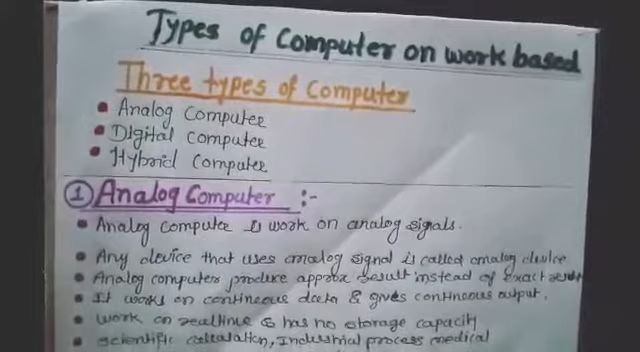 Types of Computer on work based
Three types of Computer
• Analog Computer
• Digital Computer
• Hybrid Computer
① Analog Computer :-
• Analog compute is work on analog signals.
• Any device that uses analog signal is called analog device
• Analog computer produce approx result instead of exact result
• It works on continuous data & gives continuous output.
• Work on realtime & has no storage capacity
• Scientific calculation, Industrial process medical